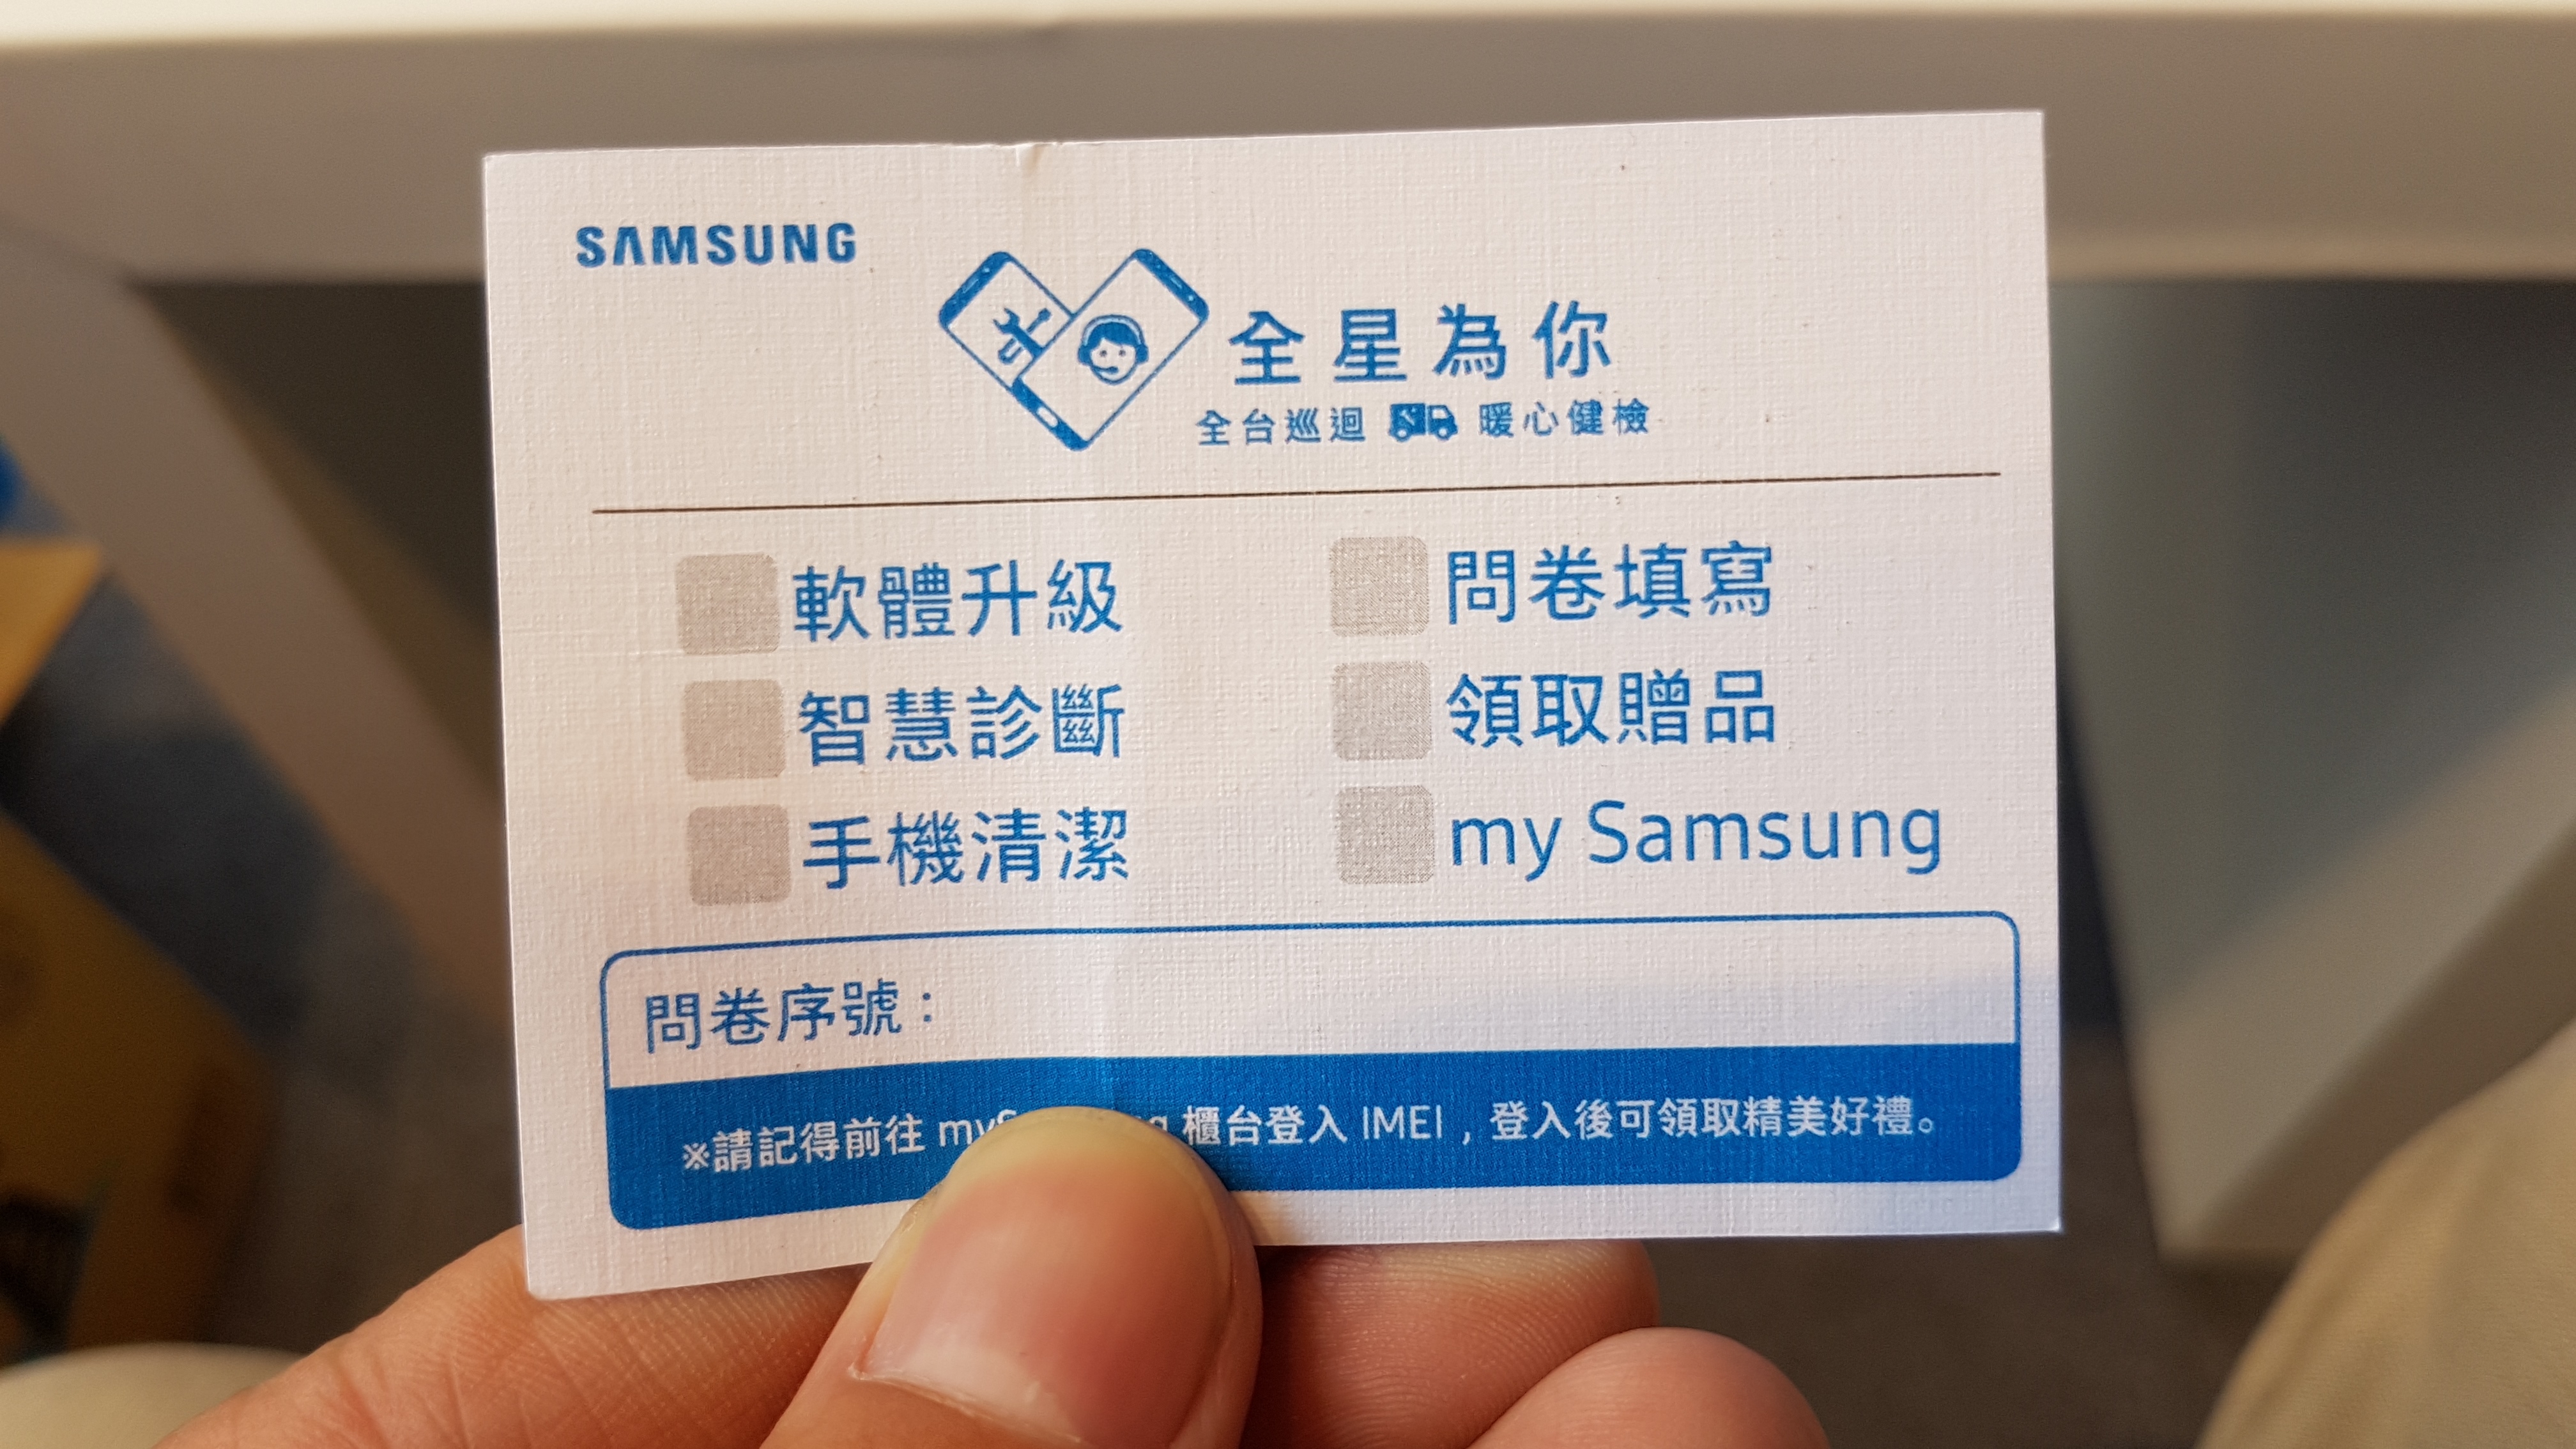 SAMSUNG
全星為你
全台巡迴 暖心健檢
軟體升級
問卷填寫
智慧診斷
領取贈品
手機清潔
my Samsung
問卷序號：
※請記得前往 櫃台登入 IMEI，登入後可領取精美好禮。